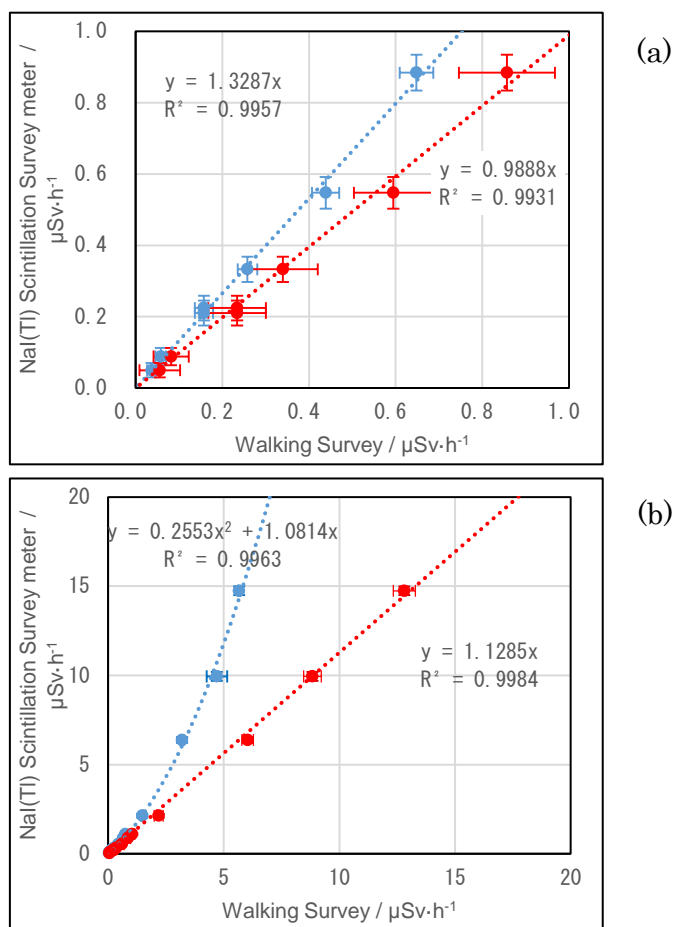 (a)
NaI(Tl) Scintillation Survey meter /
μSv·h⁻¹
1.0
0.8
0.6
0.4
0.2
0.0
y = 1.3287x
R² = 0.9957
y = 0.9888x
R² = 0.9931
0.0 0.2 0.4 0.6 0.8 1.0
Walking Survey / μSv·h⁻¹
(b)
NaI(Tl) Scintillation Survey meter /
μSv·h⁻¹
20
15
10
5
0
y = 0.2553x² + 1.0814x
R² = 0.9963
y = 1.1285x
R² = 0.9984
0 5 10 15 20
Walking Survey / μSv·h⁻¹